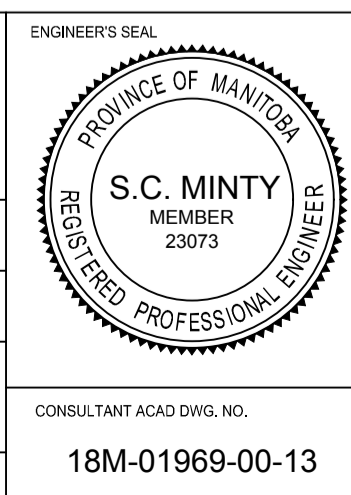 ENGINEER'S SEAL
PROVINCE OF MANITOBA
S.C. MINTY
MEMBER
23073
REGISTERED PROFESSIONAL ENGINEER
CONSULTANT ACAD DWG. NO.
18M-01969-00-13